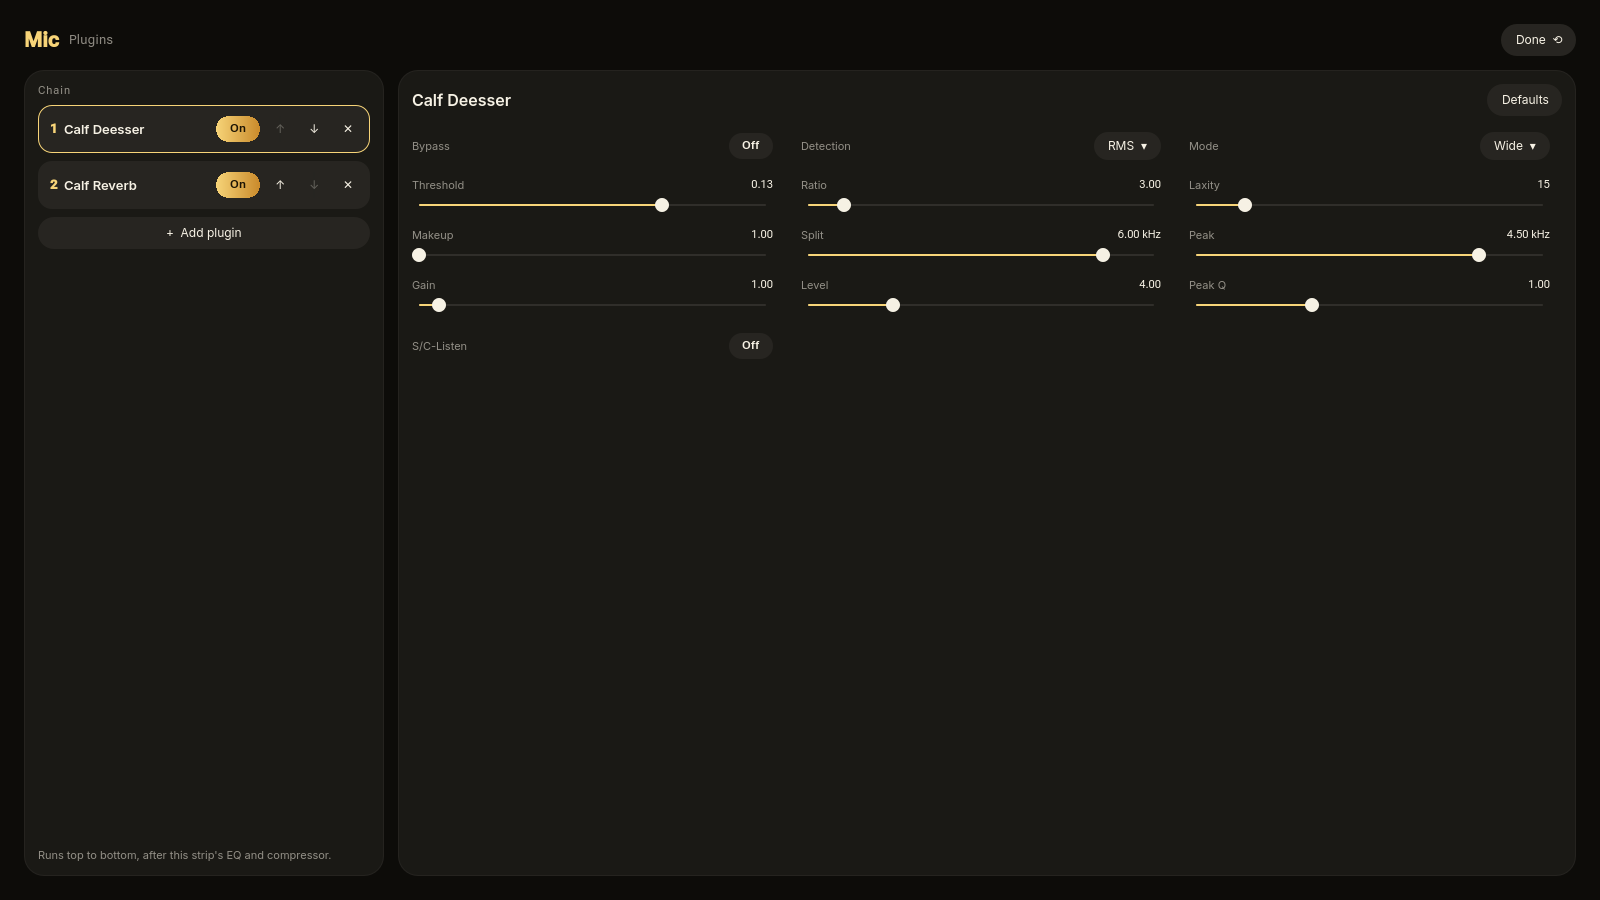 Mic Plugins
Done ⟲
Chain
1 Calf Deesser On ↑ ↓ ✕
2 Calf Reverb On ↑ ↓ ✕
+ Add plugin
Runs top to bottom, after this strip's EQ and compressor.
Calf Deesser Defaults
Bypass Off Detection RMS ▾ Mode Wide ▾
Threshold 0.13 Ratio 3.00 Laxity 15
Makeup 1.00 Split 6.00 kHz Peak 4.50 kHz
Gain 1.00 Level 4.00 Peak Q 1.00
S/C-Listen Off